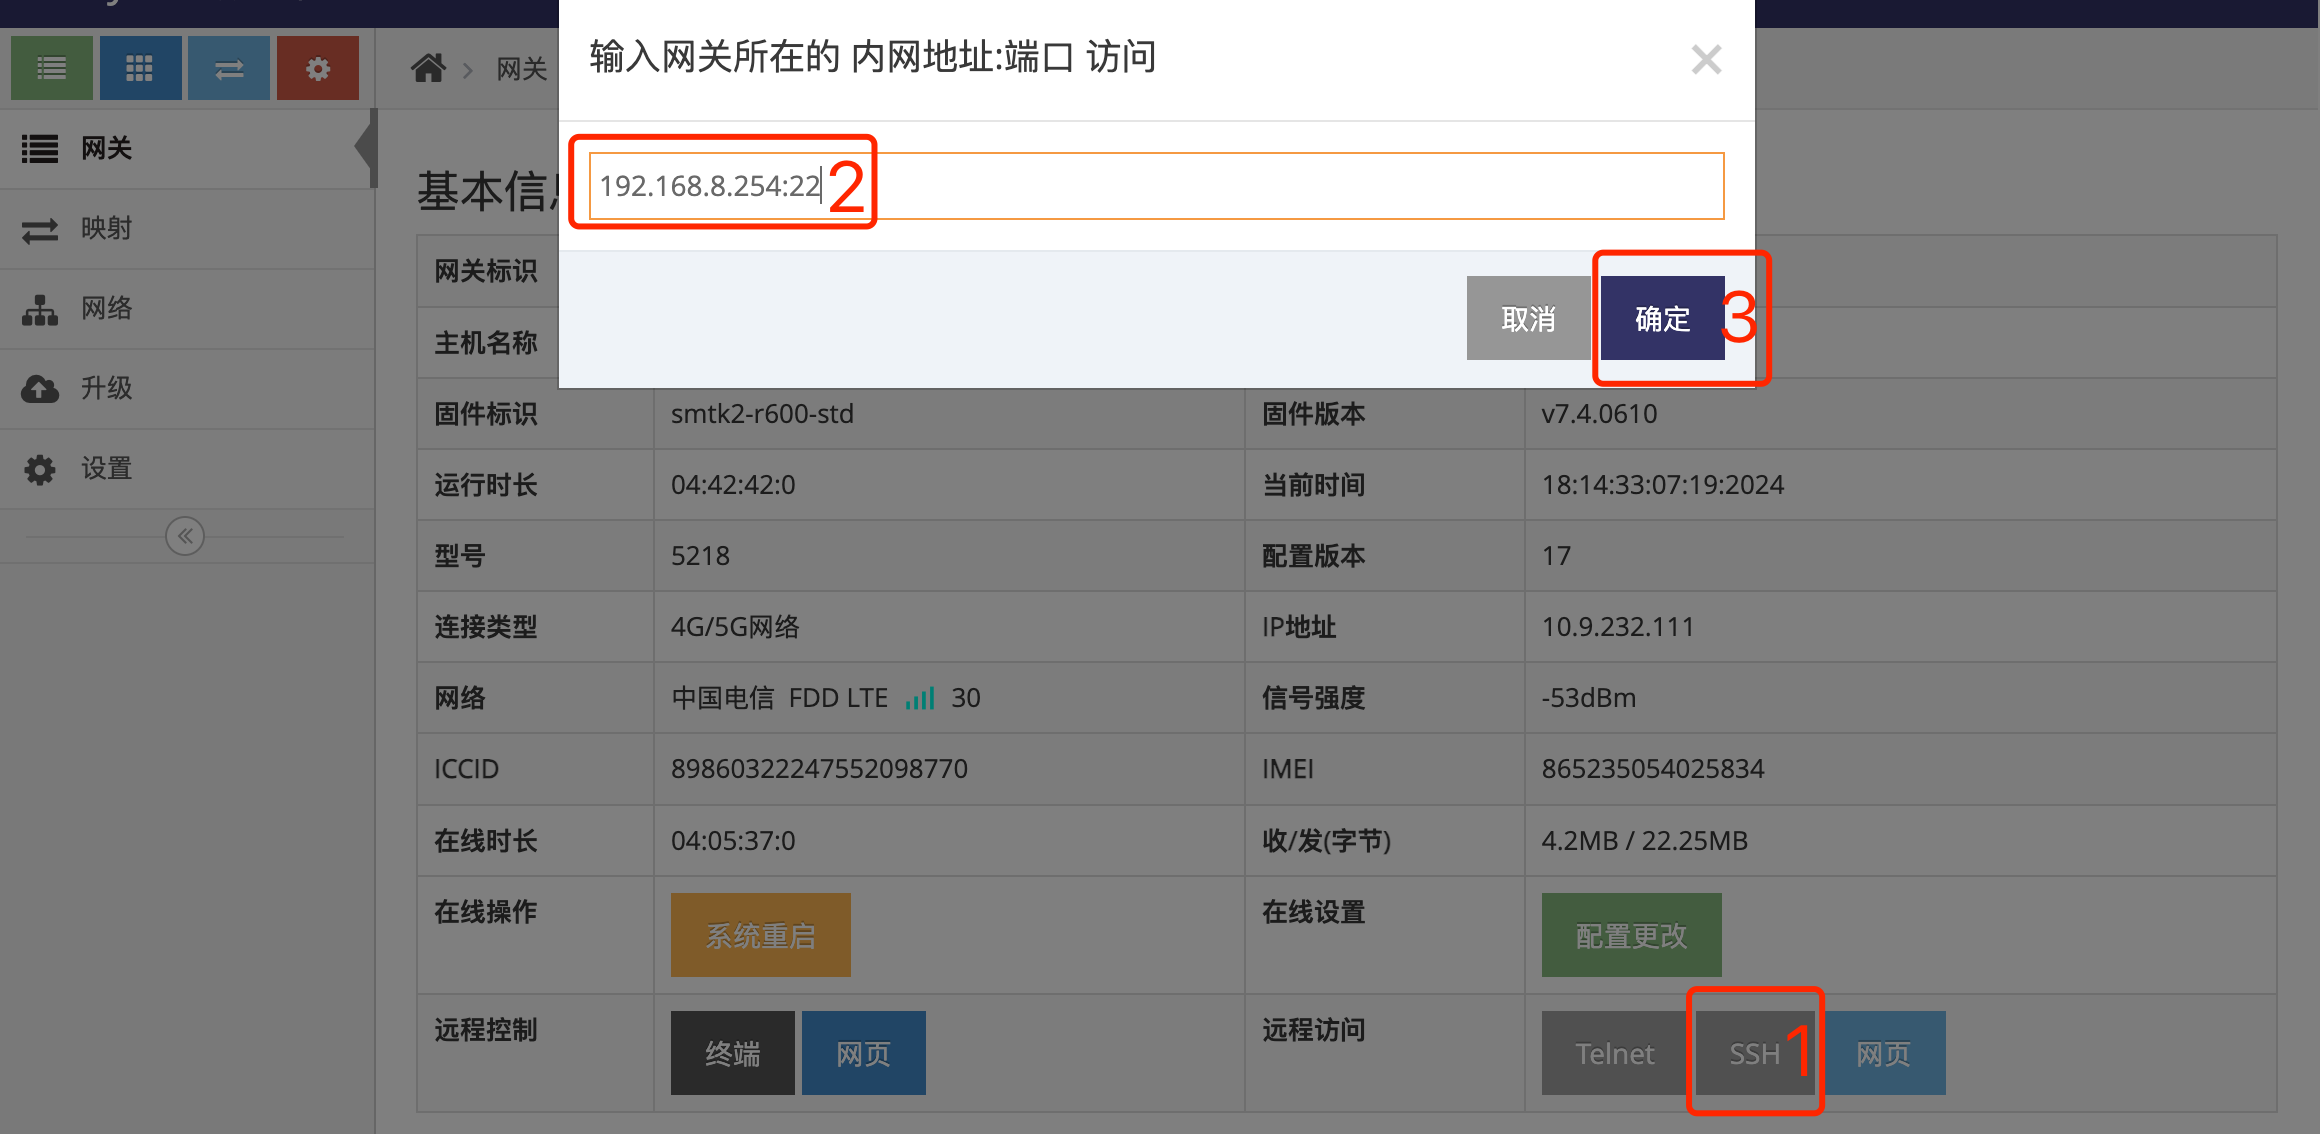 输入网关所在的 内网地址:端口 访问
192.168.8.254:22
2
取消
确定
3
网关
网关
映射
网络
升级
设置
基本信息
网关标识
主机名称
固件标识 smtk2-r600-std 固件版本 v7.4.0610
运行时长 04:42:42:0 当前时间 18:14:33:07:19:2024
型号 5218 配置版本 17
连接类型 4G/5G网络 IP地址 10.9.232.111
网络 中国电信 FDD LTE 30 信号强度 -53dBm
ICCID 89860322247552098770 IMEI 865235054025834
在线时长 04:05:37:0 收/发(字节) 4.2MB / 22.25MB
在线操作 系统重启 在线设置 配置更改
远程控制 终端 网页 远程访问 Telnet SSH 1 网页